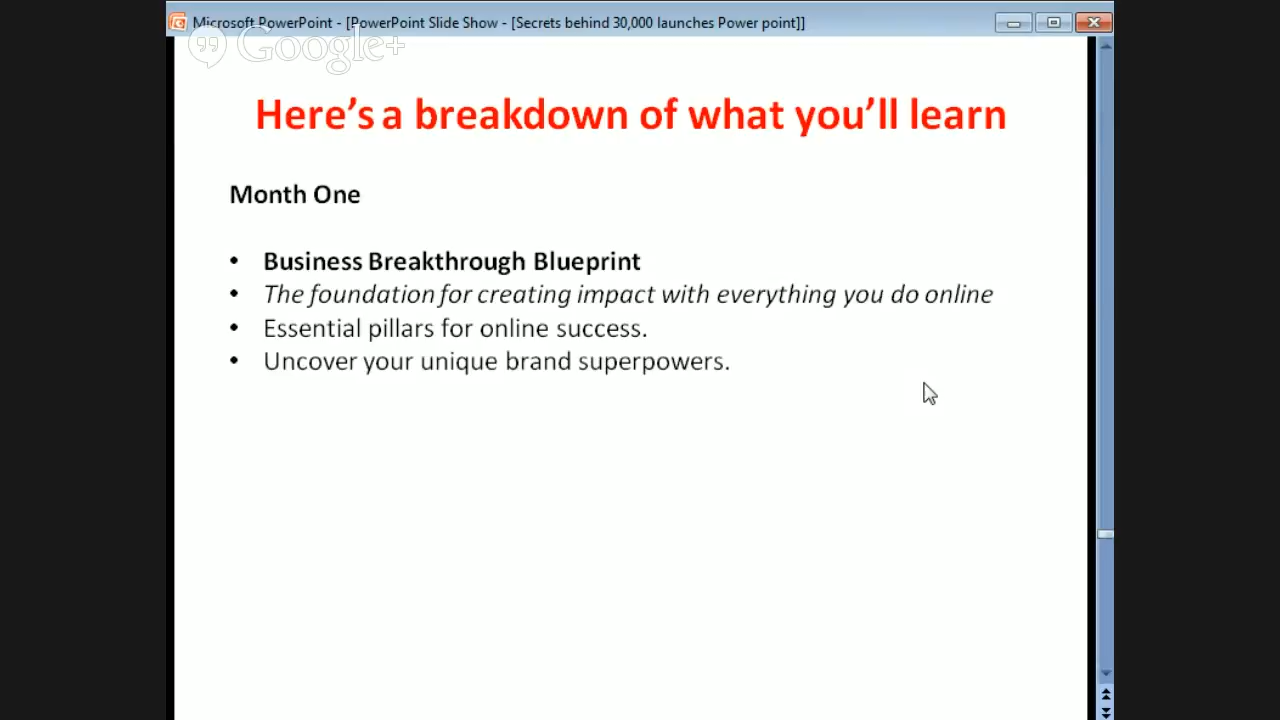 Microsoft PowerPoint - [PowerPoint Slide Show - [Secrets behind 30,000 launches Power point]]
Google+
Here’s a breakdown of what you’ll learn
Month One
• Business Breakthrough Blueprint
• The foundation for creating impact with everything you do online
• Essential pillars for online success.
• Uncover your unique brand superpowers.